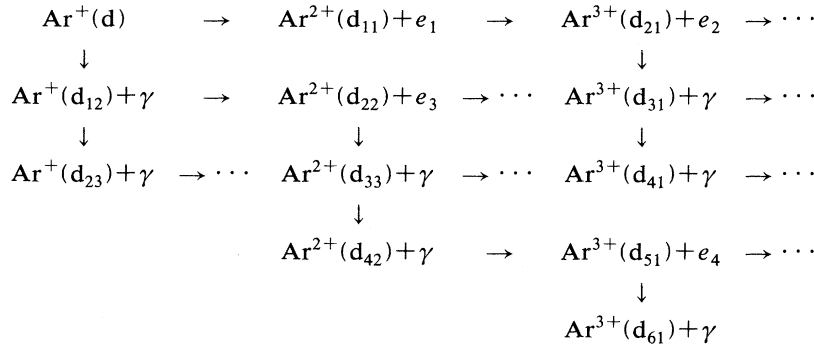 Ar⁺(d) → Ar²⁺(d₁₁)+e₁ → Ar³⁺(d₂₁)+e₂ → ···
↓ ↓
Ar⁺(d₁₂)+γ → Ar²⁺(d₂₂)+e₃ → ··· Ar³⁺(d₃₁)+γ → ···
↓ ↓ ↓
Ar⁺(d₂₃)+γ → ··· Ar²⁺(d₃₃)+γ → ··· Ar³⁺(d₄₁)+γ → ···
↓
Ar²⁺(d₄₂)+γ → Ar³⁺(d₅₁)+e₄ → ···
↓
Ar³⁺(d₆₁)+γ